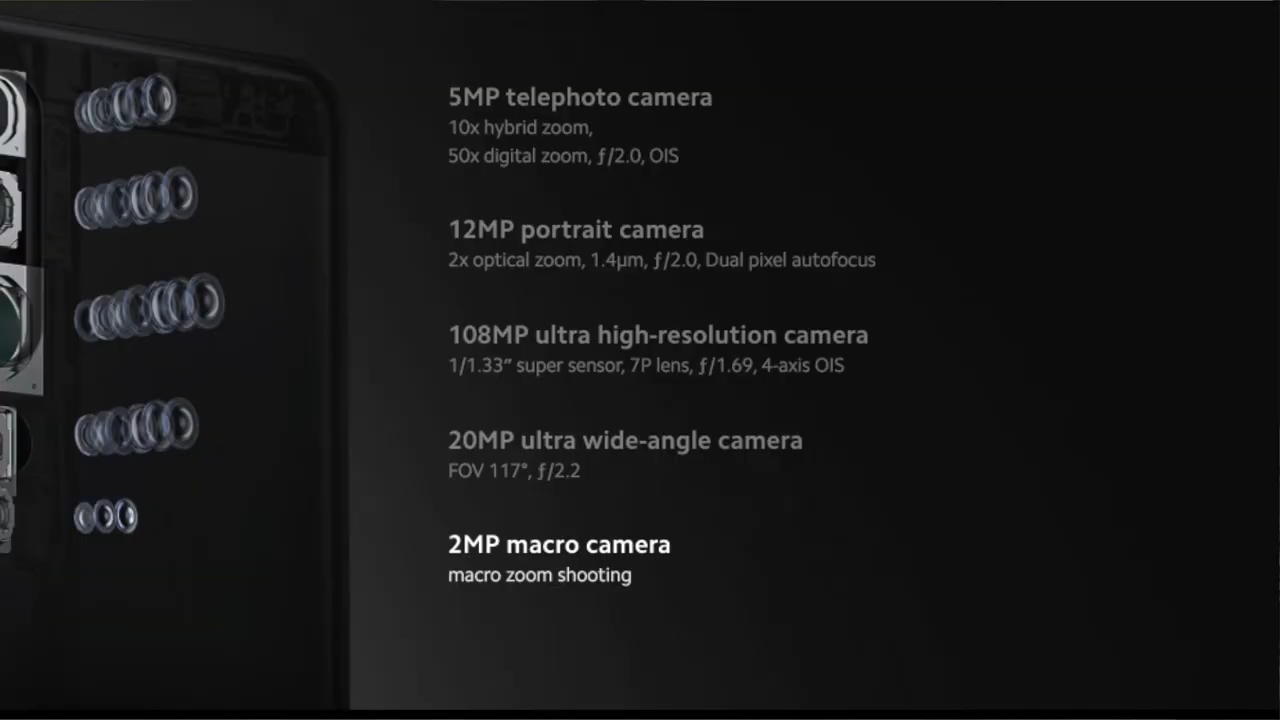 5MP telephoto camera
10x hybrid zoom,
50x digital zoom, ƒ/2.0, OIS
12MP portrait camera
2x optical zoom, 1.4μm, ƒ/2.0, Dual pixel autofocus
108MP ultra high-resolution camera
1/1.33” super sensor, 7P lens, ƒ/1.69, 4-axis OIS
20MP ultra wide-angle camera
FOV 117°, ƒ/2.2
2MP macro camera
macro zoom shooting